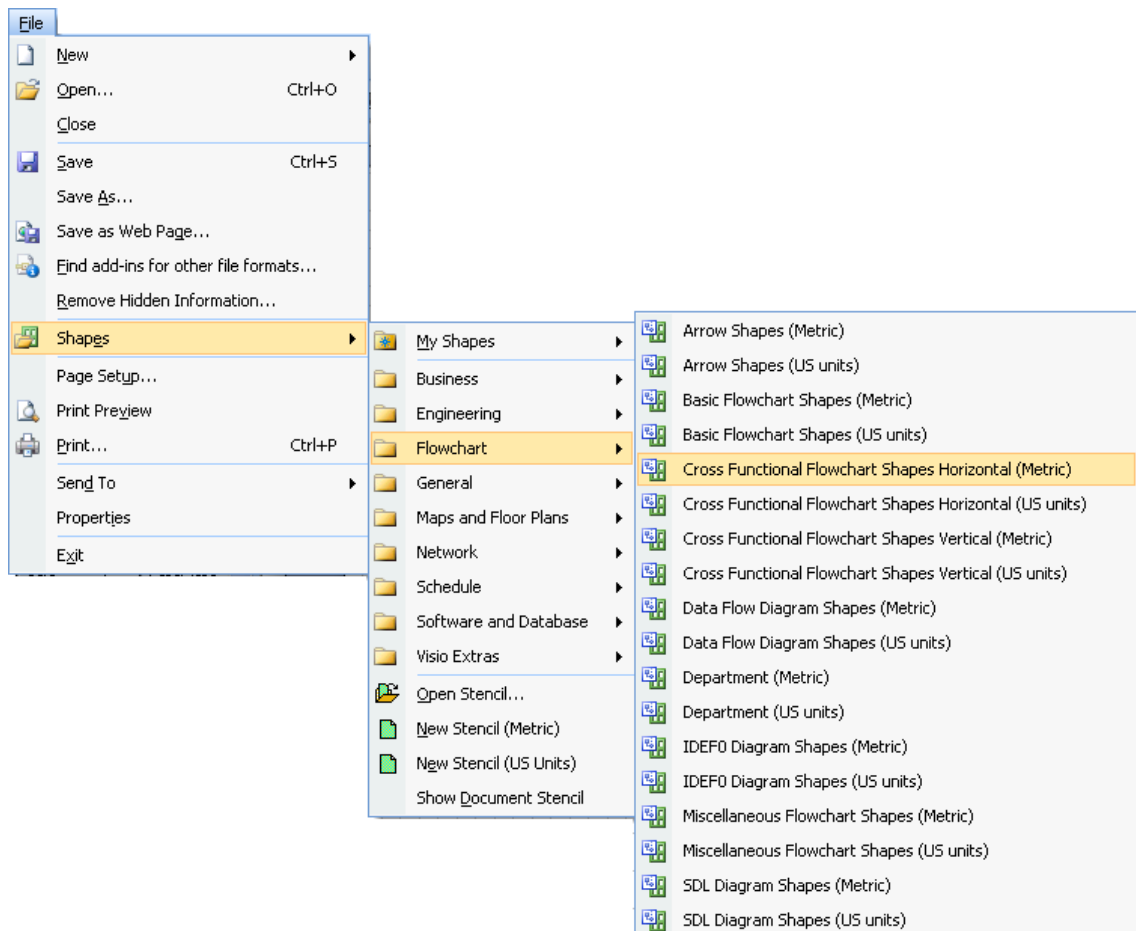 File
New
Open... Ctrl+O
Close
Save Ctrl+S
Save As...
Save as Web Page...
Find add-ins for other file formats...
Remove Hidden Information...
Shapes
Page Setup...
Print Preview
Print... Ctrl+P
Send To
Properties
Exit
My Shapes
Business
Engineering
Flowchart
General
Maps and Floor Plans
Network
Schedule
Software and Database
Visio Extras
Open Stencil...
New Stencil (Metric)
New Stencil (US Units)
Show Document Stencil
Arrow Shapes (Metric)
Arrow Shapes (US units)
Basic Flowchart Shapes (Metric)
Basic Flowchart Shapes (US units)
Cross Functional Flowchart Shapes Horizontal (Metric)
Cross Functional Flowchart Shapes Horizontal (US units)
Cross Functional Flowchart Shapes Vertical (Metric)
Cross Functional Flowchart Shapes Vertical (US units)
Data Flow Diagram Shapes (Metric)
Data Flow Diagram Shapes (US units)
Department (Metric)
Department (US units)
IDEF0 Diagram Shapes (Metric)
IDEF0 Diagram Shapes (US units)
Miscellaneous Flowchart Shapes (Metric)
Miscellaneous Flowchart Shapes (US units)
SDL Diagram Shapes (Metric)
SDL Diagram Shapes (US units)